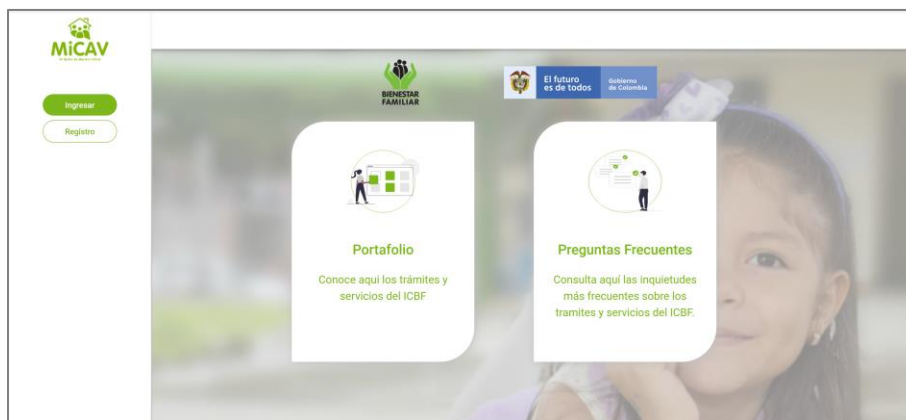 MiCAV
Ingresar
Registro
BIENESTAR
FAMILIAR
El futuro
es de todos
Gobierno
de Colombia
Portafolio
Conoce aqui los trámites y
servicios del ICBF
Preguntas Frecuentes
Consulta aquí las inquietudes
más frecuentes sobre los
tramites y servicios del ICBF.